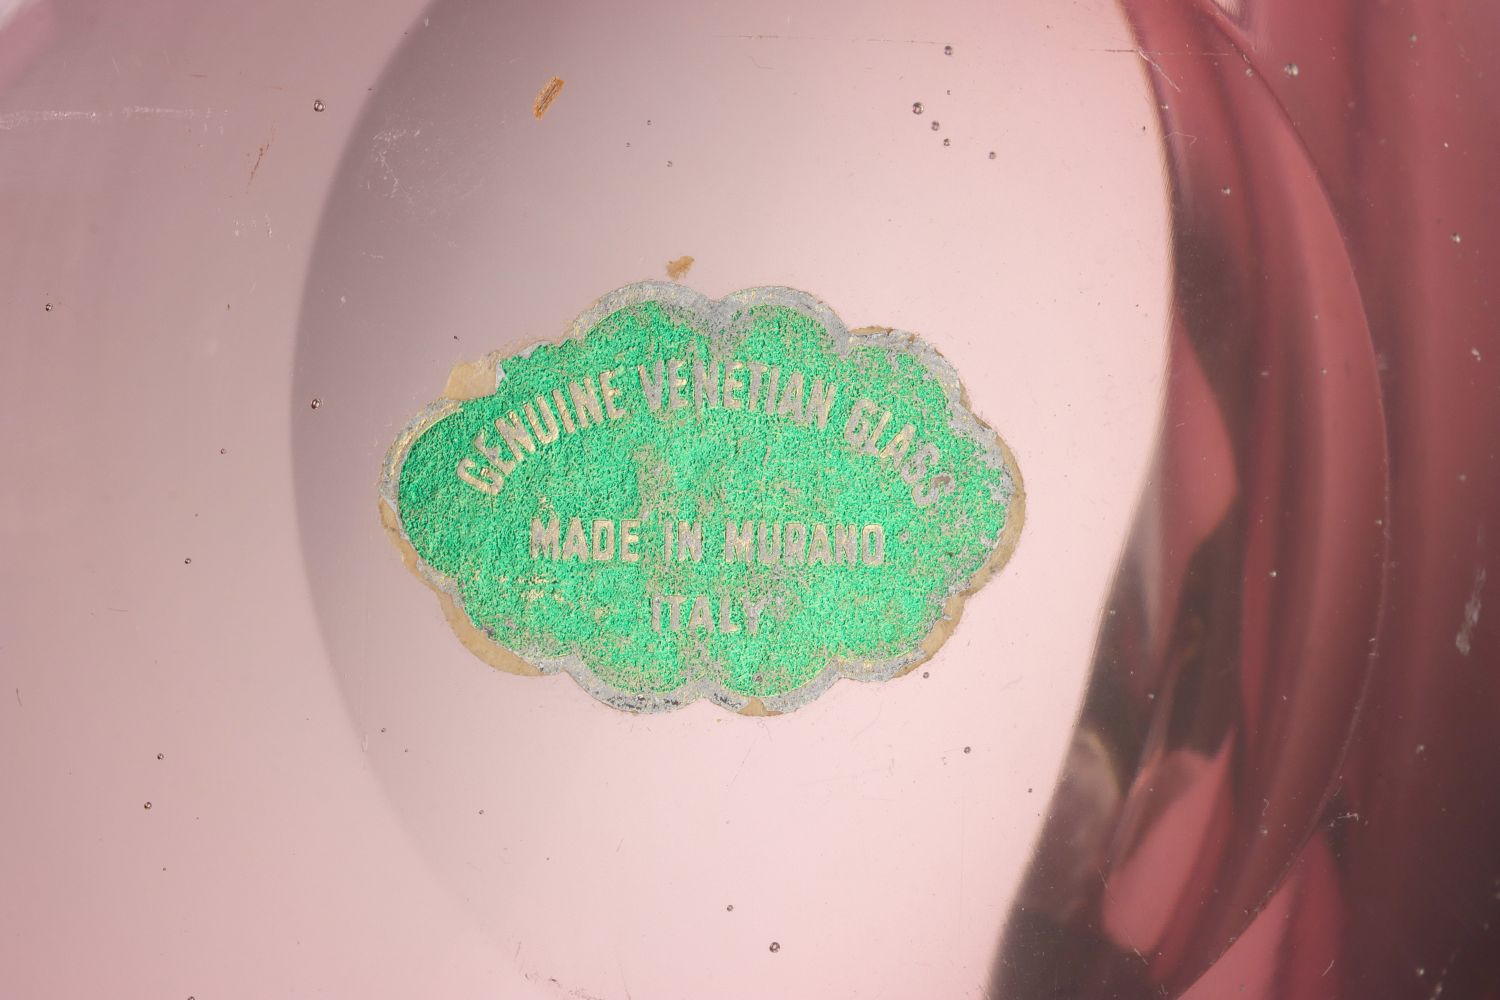 GENUINE VENETIAN GLASS
MADE IN MURANO
ITALY